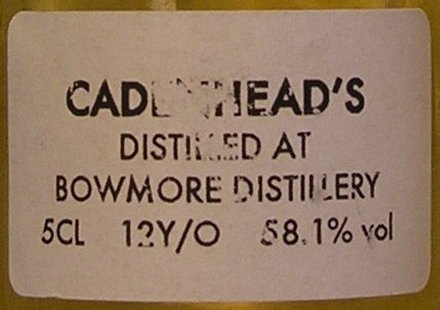 CADENHEAD'S
DISTILLED AT
BOWMORE DISTILLERY
5CL 12Y/O 58.1% vol